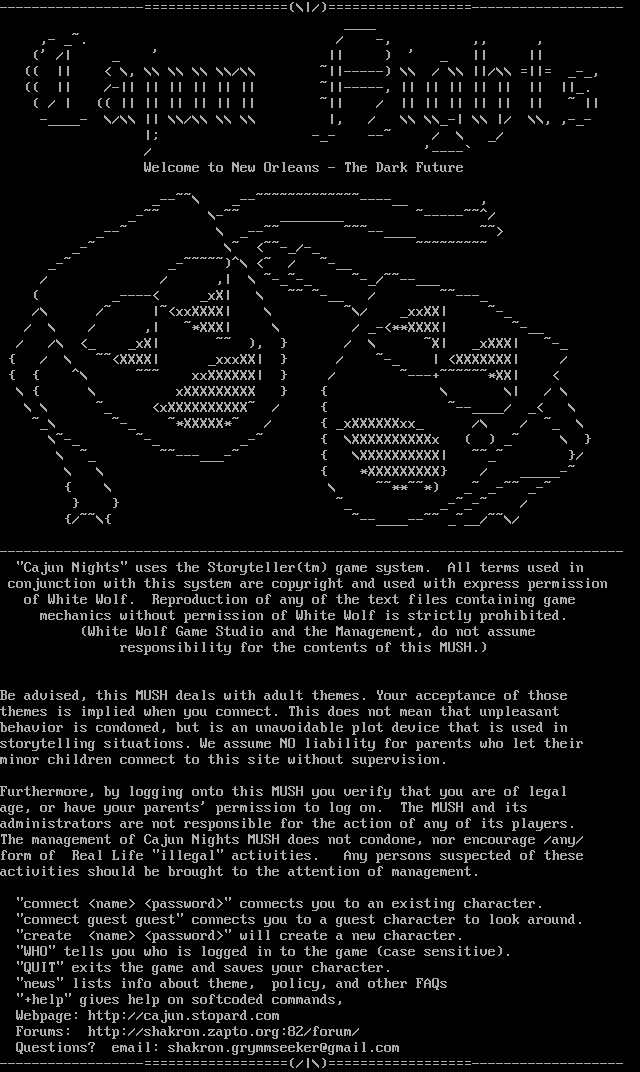 Cajun Nights
Welcome to New Orleans - The Dark Future
"Cajun Nights" uses the Storyteller(tm) game system.  All terms used in
conjunction with this system are copyright and used with express permission
of White Wolf.  Reproduction of any of the text files containing game
mechanics without permission of White Wolf is strictly prohibited.
(White Wolf Game Studio and the Management, do not assume
responsibility for the contents of this MUSH.)
Be advised, this MUSH deals with adult themes. Your acceptance of those
themes is implied when you connect. This does not mean that unpleasant
behavior is condoned, but is an unavoidable plot device that is used in
storytelling situations. We assume NO liability for parents who let their
minor children connect to this site without supervision.
Furthermore, by logging onto this MUSH you verify that you are of legal
age, or have your parents' permission to log on.  The MUSH and its
administrators are not responsible for the action of any of its players.
The management of Cajun Nights MUSH does not condone, nor encourage /any/
form of  Real Life "illegal" activities.   Any persons suspected of these
activities should be brought to the attention of management.
"connect <name> <password>" connects you to an existing character.
"connect guest guest" connects you to a guest character to look around.
"create  <name> <password>" will create a new character.
"WHO" tells you who is logged in to the game (case sensitive).
"QUIT" exits the game and saves your character.
"news" lists info about theme,  policy, and other FAQs
"+help" gives help on softcoded commands,
Webpage: http://cajun.stopard.com
Forums:  http://shakron.zapto.org:82/forum/
Questions?  email: shakron.grymmseeker@gmail.com